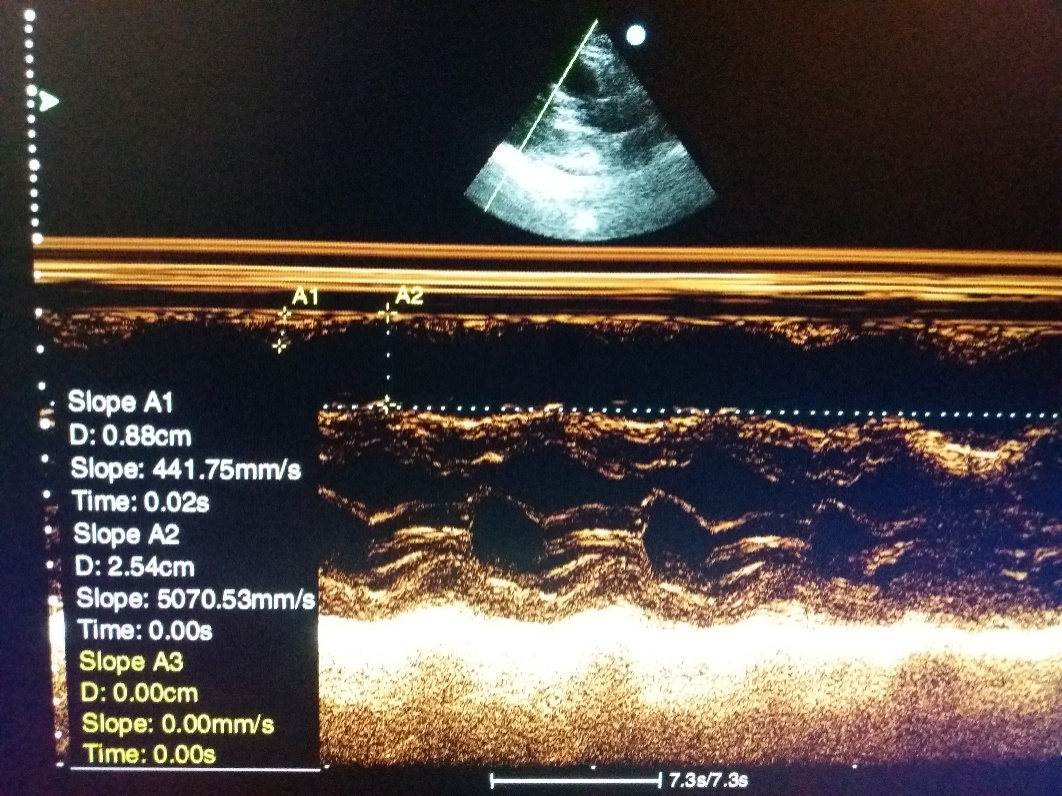 A1
A2
Slope A1
D: 0.88cm
Slope: 441.75mm/s
Time: 0.02s
Slope A2
D: 2.54cm
Slope: 5070.53mm/s
Time: 0.00s
Slope A3
D: 0.00cm
Slope: 0.00mm/s
Time: 0.00s
7.3s/7.3s